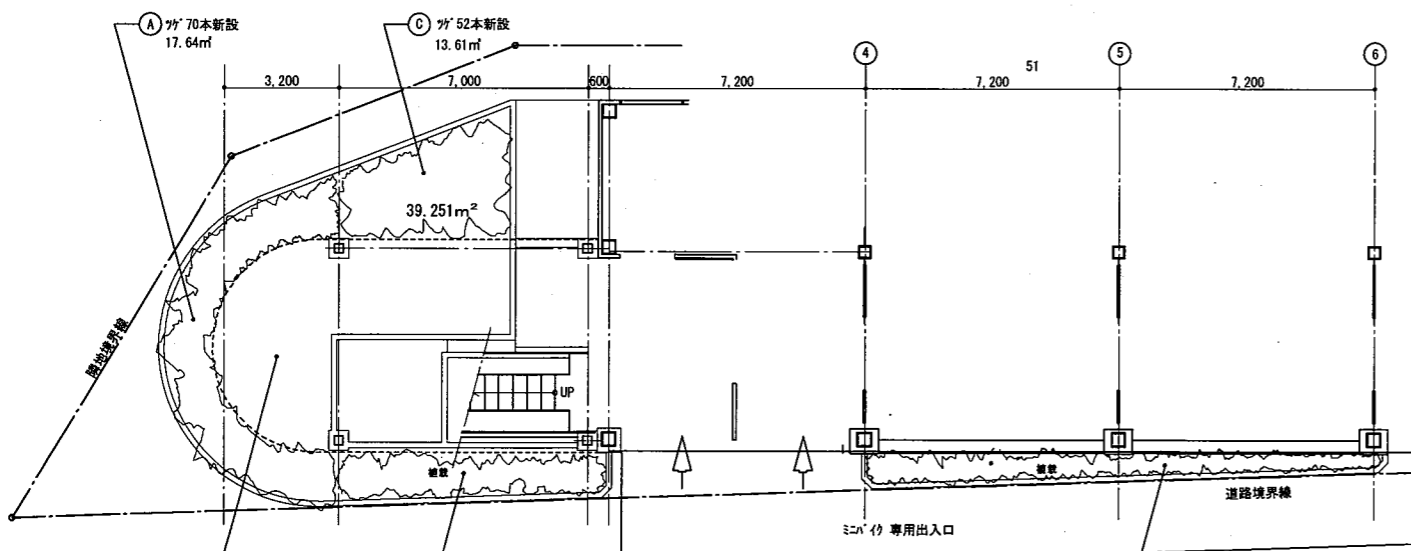 A ﾂｹﾞ70本新設
17.64㎡
C ﾂｹﾞ52本新設
13.61㎡
4
5
6
51
3,200
7,000
600
7,200
7,200
7,200
39.251m²
隣地境界線
UP
植栽
植栽
道路境界線
ﾐﾆﾊﾞｲｸ 専用出入口